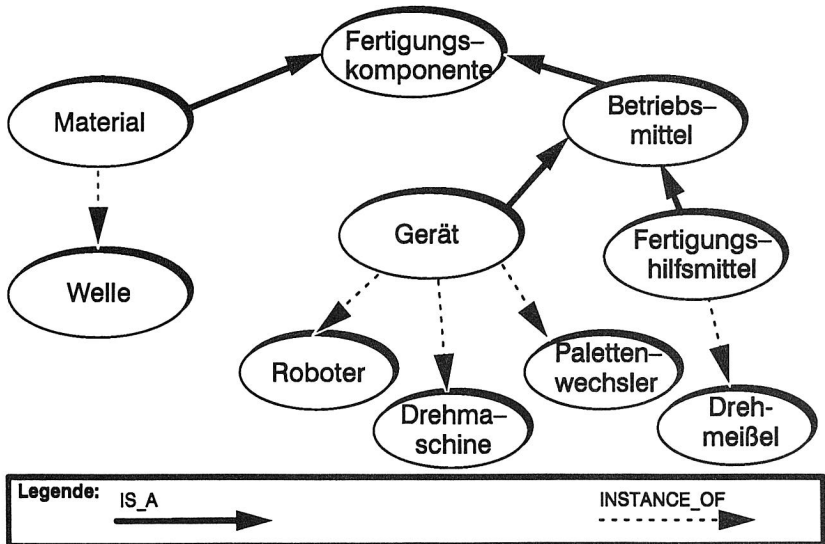 Fertigungs–
komponente
Material
Betriebs–
mittel
Gerät
Fertigungs–
hilfsmittel
Welle
Roboter
Paletten–
wechsler
Drehma–
schine
Dreh–
meißel
Legende:
IS_A
INSTANCE_OF